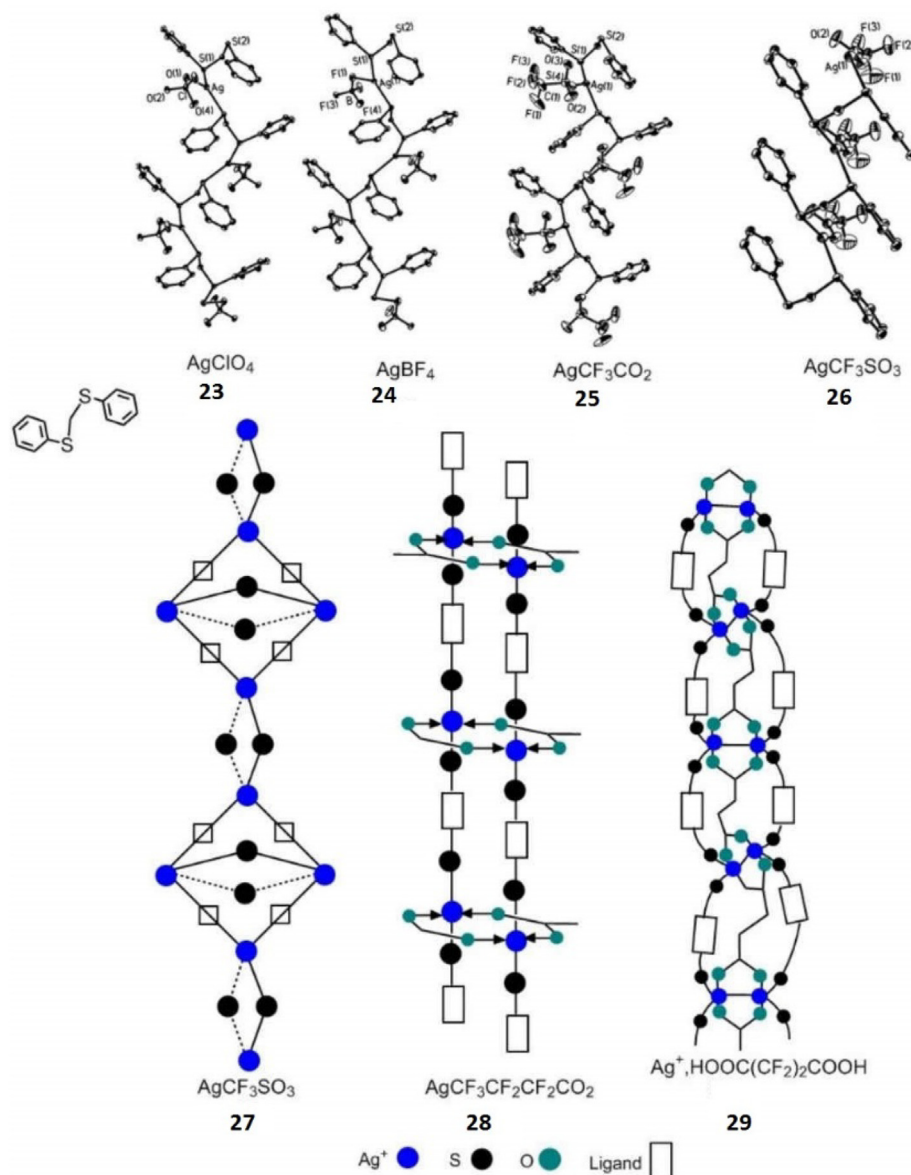 S(2)
S(1)
O(1)
Ag
O(2)
Cl
O(4)
S(2)
S(1)
F(1)
Ag(1)
F(3)
B
F(4)
S(1)
S(2)
F(3)
O(3)
S(4)
F(2)
Ag(1)
C(1)
O(2)
F(1)
O(2)
F(3)
F(2
Ag(1)
F(1)
AgClO4
AgBF4
AgCF3CO2
AgCF3SO3
23
24
25
26
S
S
AgCF3SO3
AgCF3CF2CF2CO2
Ag+,HOOC(CF2)2COOH
27
28
29
Ag+ S O Ligand